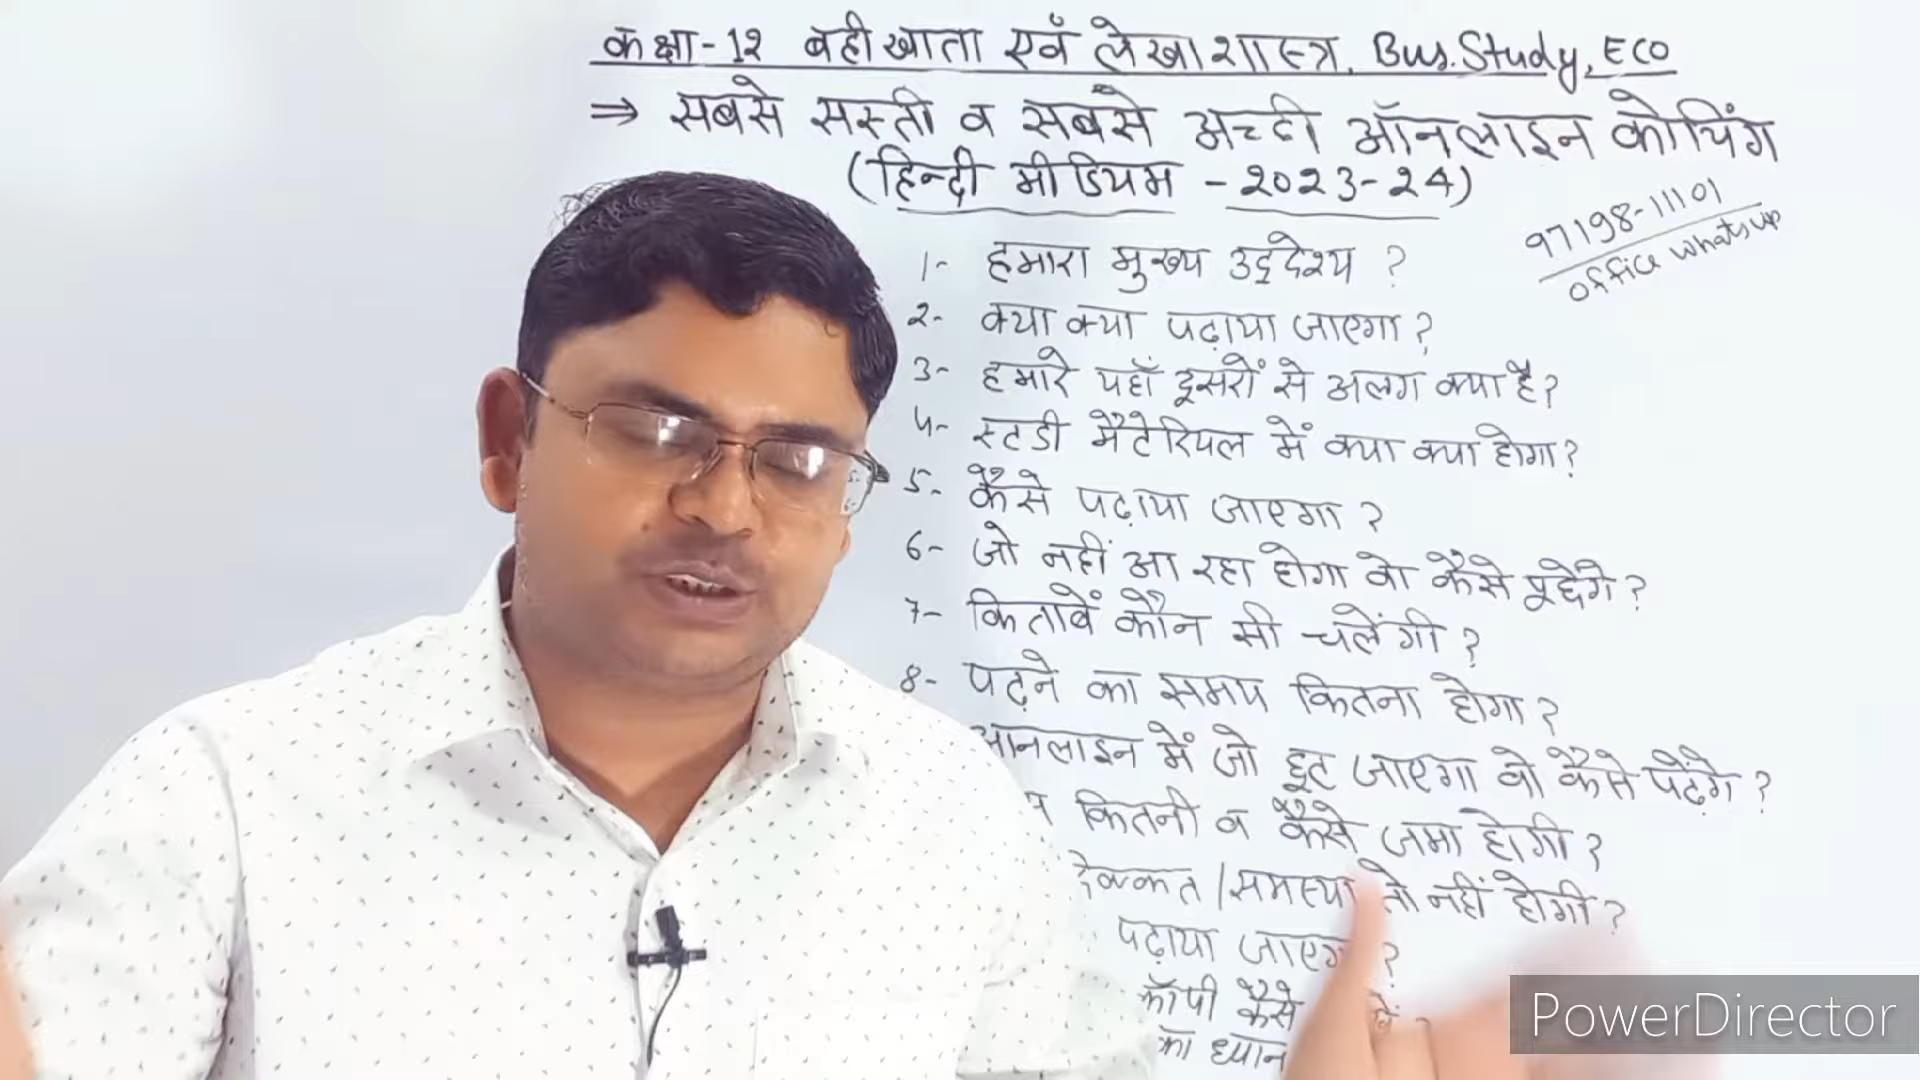 कक्षा-12 बहीखाता एवं लेखाशास्त्र, Bus. Study, ECO
⇒ सबसे सस्ती व सबसे अच्छी ऑनलाइन कोचिंग
(हिन्दी मीडियम - 2023-24)
97198-11101
office whatsup
1- हमारा मुख्य उद्देश्य ?
2- क्या क्या पढ़ाया जाएगा ?
3- हमारे यहाँ दूसरों से अलग क्या है ?
4- स्टडी मैटेरियल में क्या क्या होगा ?
5- कैसे पढ़ाया जाएगा ?
6- जो नहीं आ रहा होगा वो कैसे पूछेंगे ?
7- किताबें कौन सी चलेंगी ?
8- पढ़ने का समय कितना होगा ?
ऑनलाइन में जो छूट जाएगा वो कैसे पढ़ेंगे ?
कितनी व कैसे जमा होगी ?
समस्या तो नहीं होगी ?
पढ़ाया जाएगा ?
कॉपी कैसे
का ध्यान
PowerDirector